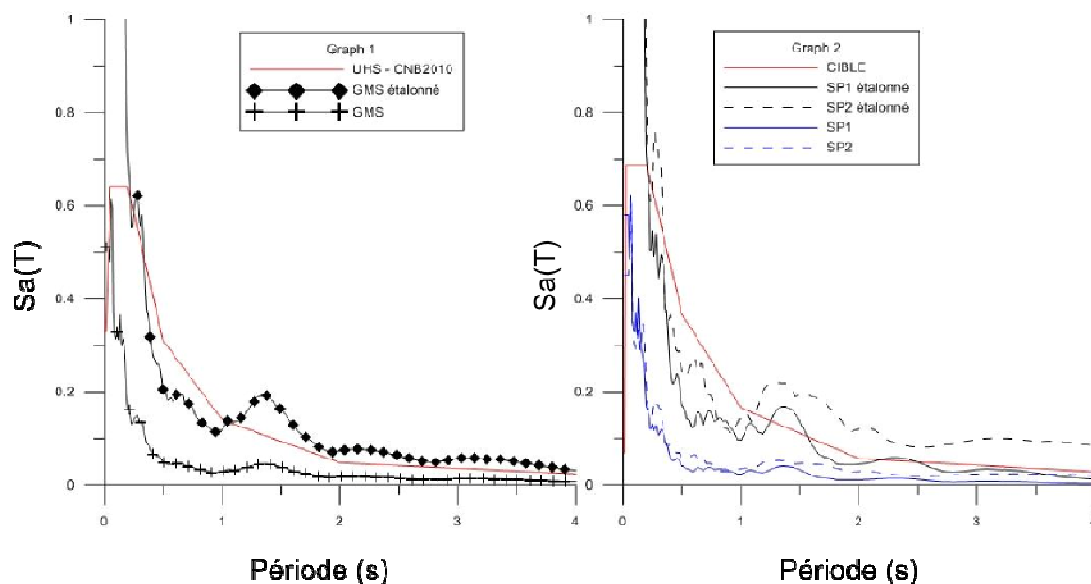 Graph 1
UHS - CNB2010
GMS étalonné
GMS
1
0.8
0.6
0.4
0.2
0
Sa(T)
0 1 2 3 4
Période (s)
Graph 2
CIBLE
SP1 étalonné
SP2 étalonné
SP1
SP2
1
0.8
0.6
0.4
0.2
0
Sa(T)
0 1 2 3 4
Période (s)